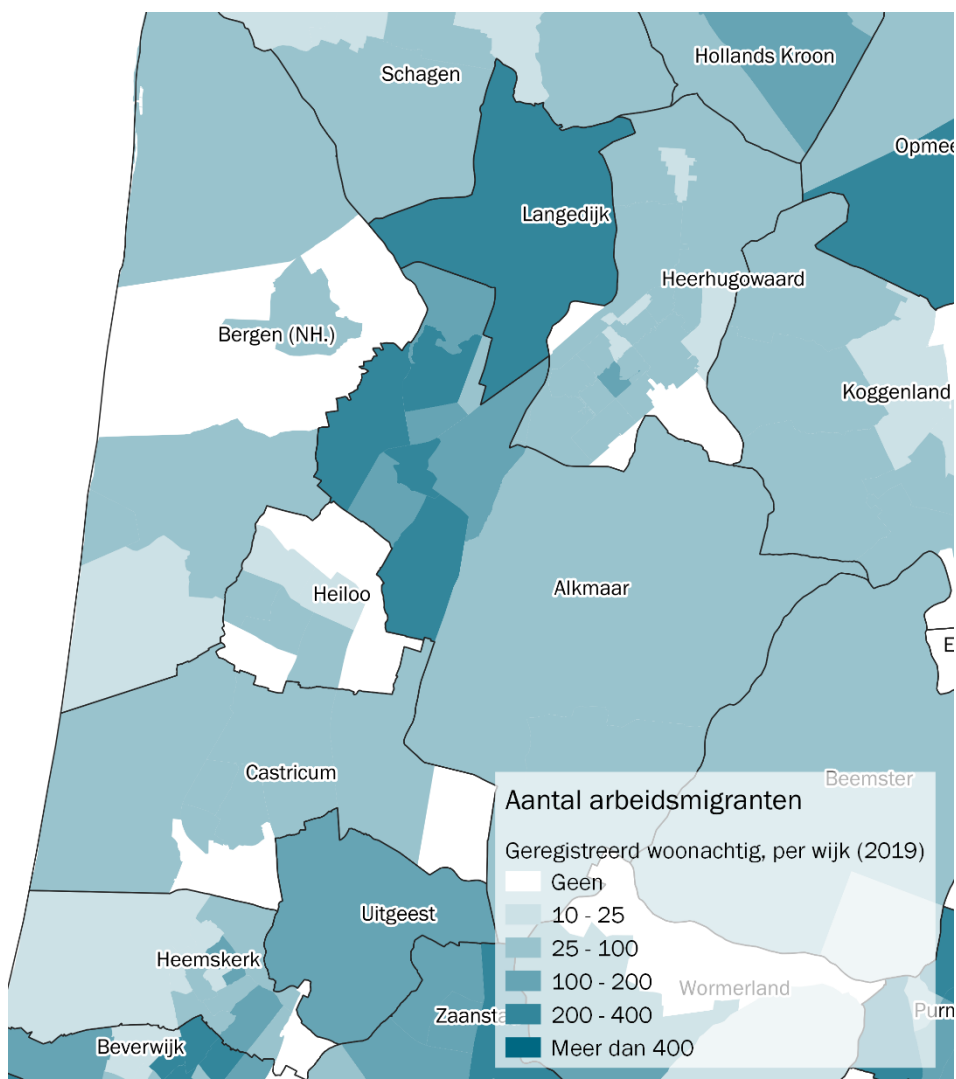 Hollands Kroon
Schagen
Opmee
Langedijk
Heerhugowaard
Bergen (NH.)
Koggenland
Heiloo
Alkmaar
E
Castricum
Beemster
Aantal arbeidsmigranten
Geregistreerd woonachtig, per wijk (2019)
Geen
10 - 25
25 - 100
100 - 200
200 - 400
Meer dan 400
Uitgeest
Heemskerk
Wormerland
Zaansta
Purm
Beverwijk